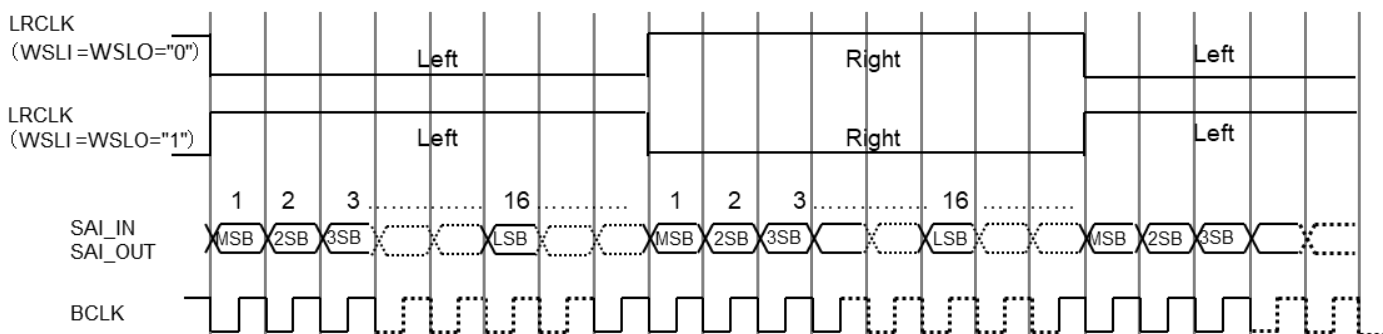 LRCLK
(WSLI=WSLO="0")
Left Right Left
LRCLK
(WSLI=WSLO="1")
Left Right Left
1 2 3 .................. 16 ............... 1 2 3 .................. 16 ...............
SAI_IN
SAI_OUT
MSB 2SB 3SB LSB MSB 2SB 3SB LSB MSB 2SB 3SB
BCLK